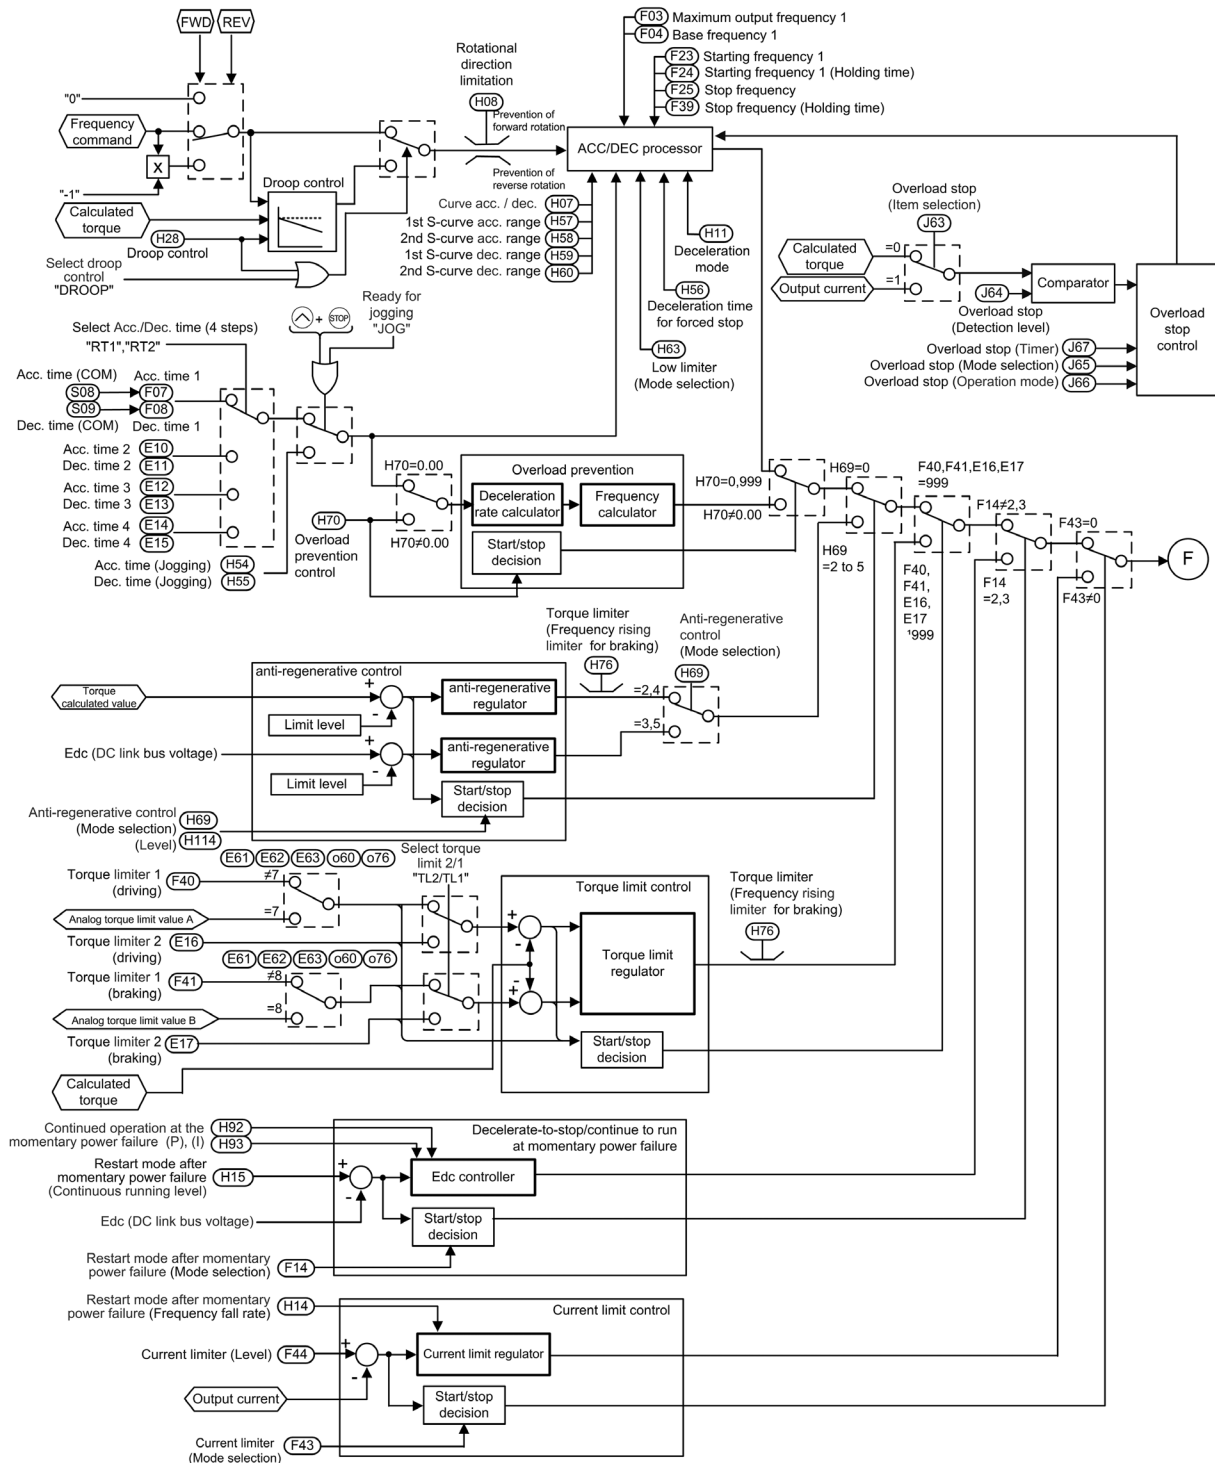 FWD
REV
"0"
Frequency
command
X
"-1"
Calculated
torque
H28
Droop control
Select droop
control
"DROOP"
Droop control
Rotational
direction
limitation
H08
Prevention of
forward rotation
Prevention of
reverse rotation
F03 Maximum output frequency 1
F04 Base frequency 1
F23 Starting frequency 1
F24 Starting frequency 1 (Holding time)
F25 Stop frequency
F39 Stop frequency (Holding time)
ACC/DEC processor
Curve acc. / dec. H07
1st S-curve acc. range H57
2nd S-curve acc. range H58
1st S-curve dec. range H59
2nd S-curve dec. range H60
H11
Deceleration
mode
H56
Deceleration time
for forced stop
H63
Low limiter
(Mode selection)
Overload stop
(Item selection)
J63
Calculated
torque
=0
Output current
=1
J64
Overload stop
(Detection level)
Comparator
Overload
stop
control
Overload stop (Timer) J67
Overload stop (Mode selection) J65
Overload stop (Operation mode) J66
+ STOP
Ready for
jogging
"JOG"
Select Acc./Dec. time (4 steps)
"RT1","RT2"
Acc. time (COM) Acc. time 1
S08 F07
S09 F08
Dec. time (COM) Dec. time 1
Acc. time 2 E10
Dec. time 2 E11
Acc. time 3 E12
Dec. time 3 E13
Acc. time 4 E14
Dec. time 4 E15
Acc. time (Jogging) H54
Dec. time (Jogging) H55
H70
Overload
prevention
control
H70=0.00
H70≠0.00
Overload prevention
Deceleration
rate calculator
Frequency
calculator
Start/stop
decision
H70=0,999
H70≠0.00
H69=0
H69
=2 to 5
F40,F41,E16,E17
=999
F40,
F41,
E16,
E17
¹999
F14≠2,3
F14
=2,3
F43=0
F43≠0
F
Torque limiter
(Frequency rising
limiter for braking)
H76
Anti-regenerative
control
(Mode selection)
H69
=2,4
=3,5
anti-regenerative control
Torque
calculated value
+
-
Limit level
anti-regenerative
regulator
Edc (DC link bus voltage)
+
-
Limit level
anti-regenerative
regulator
Start/stop
decision
Anti-regenerative control
(Mode selection)
(Level)
H69
H114
E61 E62 E63 o60 o76
Select torque
limit 2/1
"TL2/TL1"
Torque limiter 1
(driving)
F40
≠7
Analog torque limit value A
=7
Torque limiter 2
(driving)
E16
E61 E62 E63 o60 o76
Torque limiter 1
(braking)
F41
≠8
Analog torque limit value B
=8
Torque limiter 2
(braking)
E17
Calculated
torque
Torque limit control
+
-
-
+
Torque limit
regulator
Start/stop
decision
Torque limiter
(Frequency rising
limiter for braking)
H76
Continued operation at the
momentary power failure (P), (I)
H92
H93
Restart mode after
momentary power failure
(Continuous running level)
H15
+
-
Edc (DC link bus voltage)
Decelerate-to-stop/continue to run
at momentary power failure
Edc controller
Start/stop
decision
Restart mode after momentary
power failure (Mode selection)
F14
Restart mode after momentary
power failure (Frequency fall rate)
H14
Current limit control
Current limiter (Level) F44
+
-
Current limit regulator
Output current
Start/stop
decision
Current limiter
(Mode selection)
F43